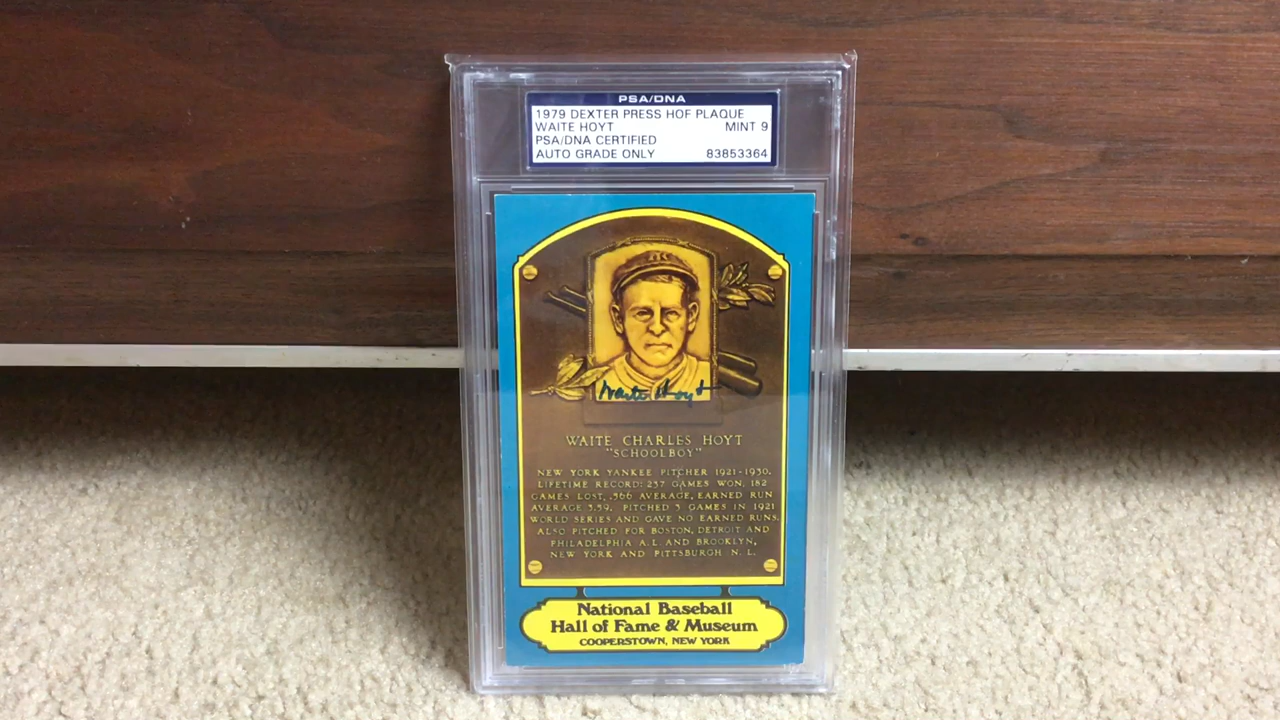 PSA/DNA
1979 DEXTER PRESS HOF PLAQUE
WAITE HOYT MINT 9
PSA/DNA CERTIFIED
AUTO GRADE ONLY 83853364
Waite Hoyt
WAITE CHARLES HOYT
"SCHOOLBOY"
NEW YORK YANKEE PITCHER 1921-1930.
LIFETIME RECORD: 237 GAMES WON, 182
GAMES LOST, .566 AVERAGE, EARNED RUN
AVERAGE 3.59. PITCHED 3 GAMES IN 1921
WORLD SERIES AND GAVE NO EARNED RUNS.
ALSO PITCHED FOR BOSTON, DETROIT AND
PHILADELPHIA A.L. AND BROOKLYN,
NEW YORK AND PITTSBURGH N.L.
National Baseball
Hall of Fame & Museum
COOPERSTOWN, NEW YORK